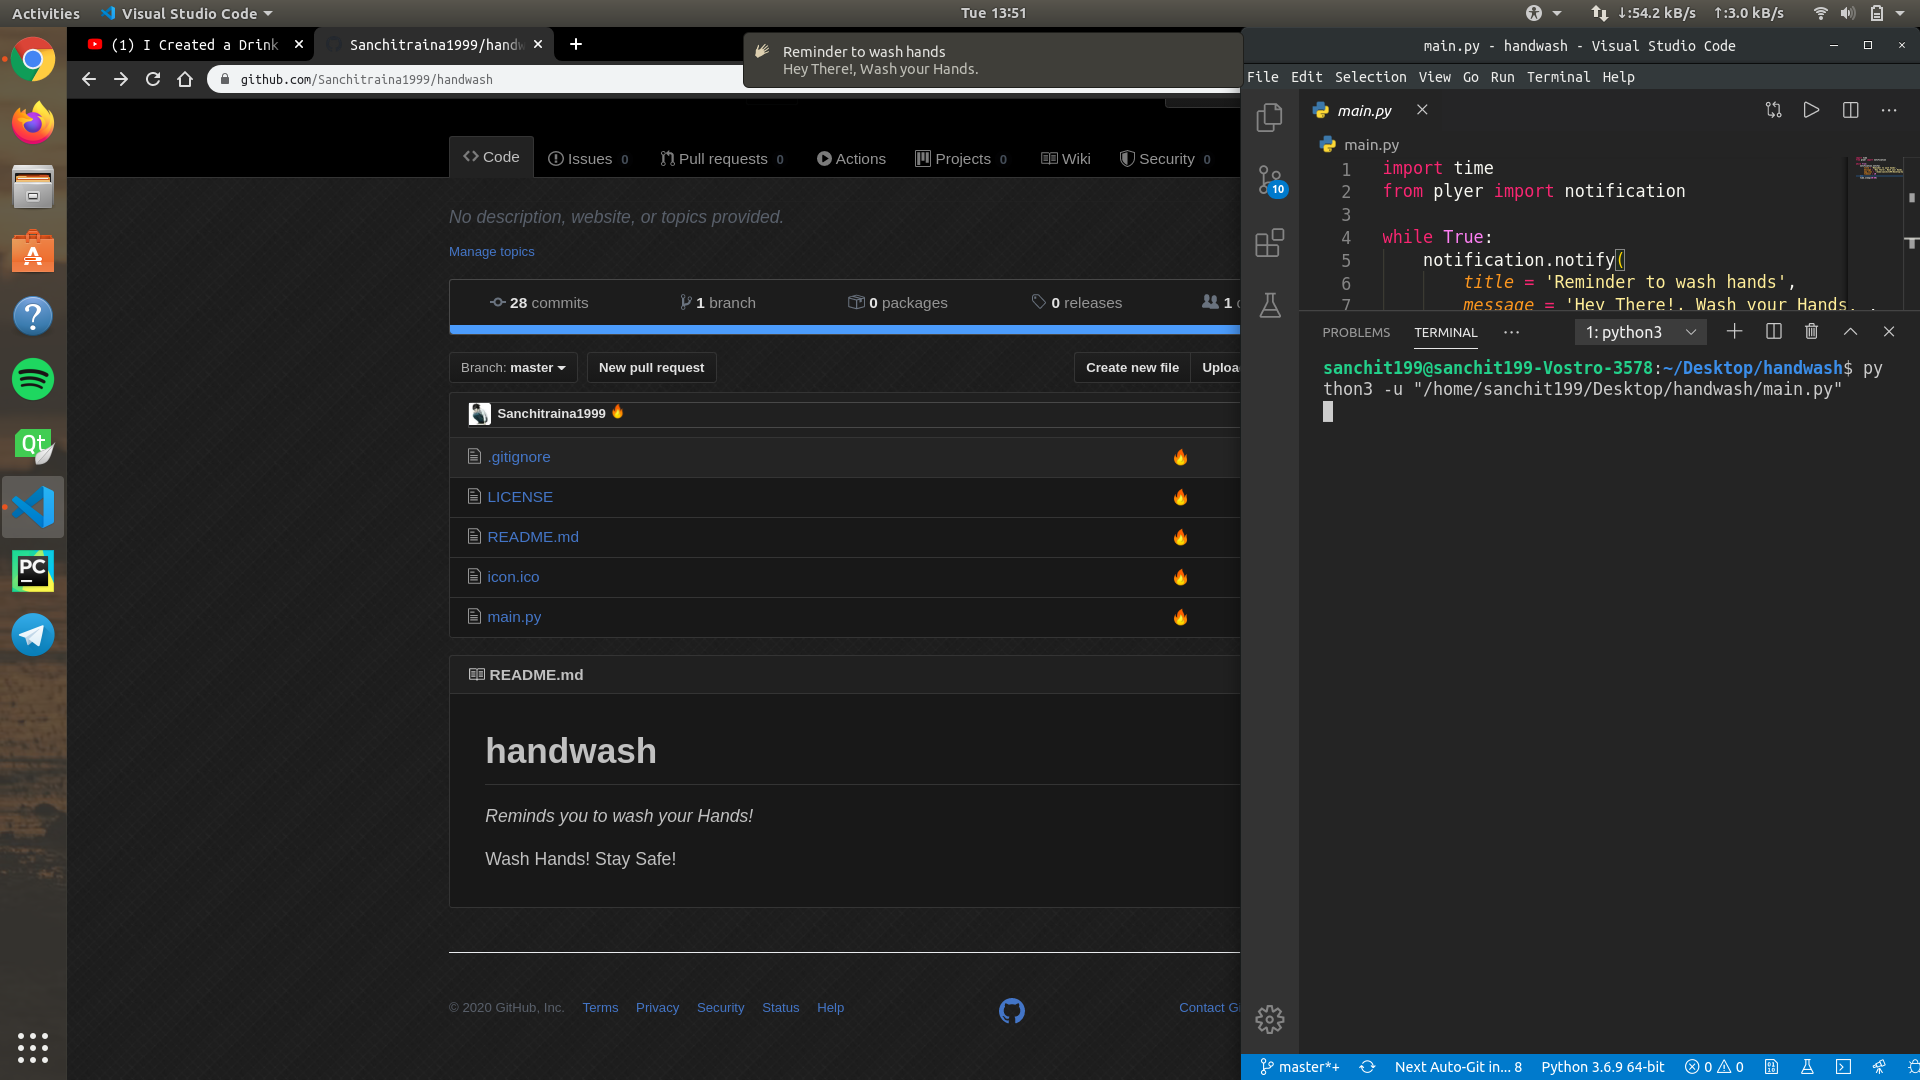 Activities
Visual Studio Code
Tue 13:51
↓:54.2 kB/s ↑:3.0 kB/s
(1) I Created a Drink
Sanchitraina1999/handw
github.com/Sanchitraina1999/handwash
Reminder to wash hands
Hey There!, Wash your Hands.
Code
Issues 0
Pull requests 0
Actions
Projects 0
Wiki
Security 0
No description, website, or topics provided.
Manage topics
28 commits
1 branch
0 packages
0 releases
1
Branch: master
New pull request
Create new file
Sanchitraina1999 🔥
.gitignore 🔥
LICENSE 🔥
README.md 🔥
icon.ico 🔥
main.py 🔥
README.md
handwash
Reminds you to wash your Hands!
Wash Hands! Stay Safe!
© 2020 GitHub, Inc. Terms Privacy Security Status Help
Contact
main.py - handwash - Visual Studio Code
File Edit Selection View Go Run Terminal Help
main.py
main.py
10
1 import time
2 from plyer import notification
3
4 while True:
5 notification.notify(
6 title = 'Reminder to wash hands',
7 message = 'Hey There!, Wash your Hands.
PROBLEMS TERMINAL ···
1: python3
sanchit199@sanchit199-Vostro-3578:~/Desktop/handwash$ py
thon3 -u "/home/sanchit199/Desktop/handwash/main.py"
master*+
Next Auto-Git in... 8
Python 3.6.9 64-bit
0 0
Qt
PC